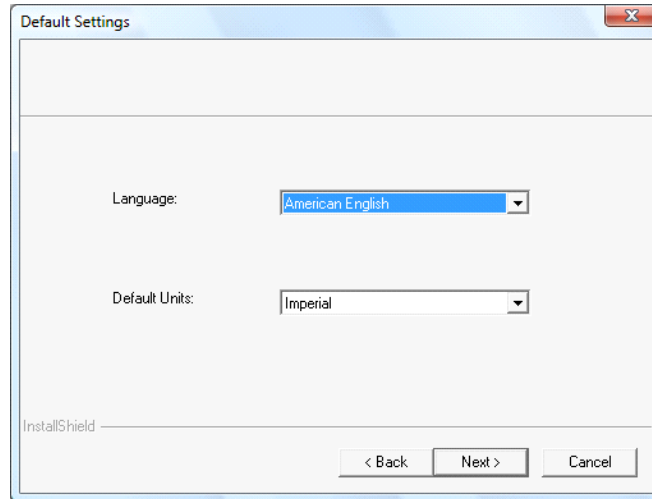 Default Settings
Language:
American English
Default Units:
Imperial
InstallShield
< Back
Next >
Cancel